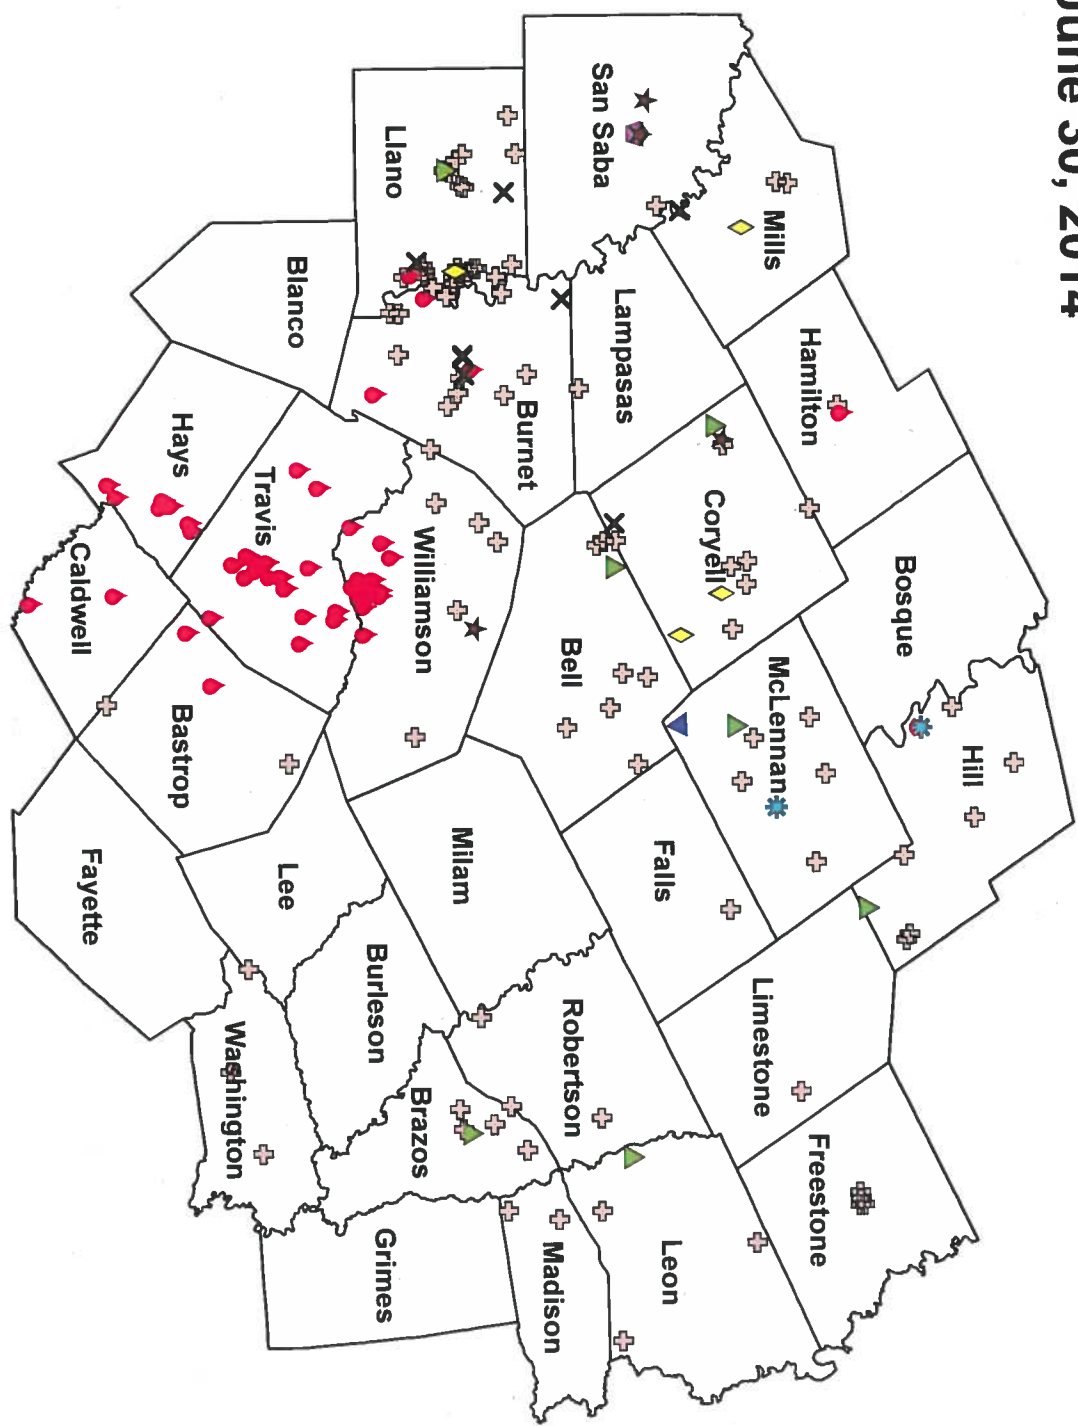 June 30, 2014
Mills
Hamilton
Bosque
Hill
San Saba
Lampasas
Coryell
McLennan
Limestone
Freestone
Falls
Llano
Burnet
Bell
Robertson
Leon
Williamson
Milam
Madison
Blanco
Travis
Lee
Burleson
Brazos
Grimes
Hays
Bastrop
Washington
Caldwell
Fayette